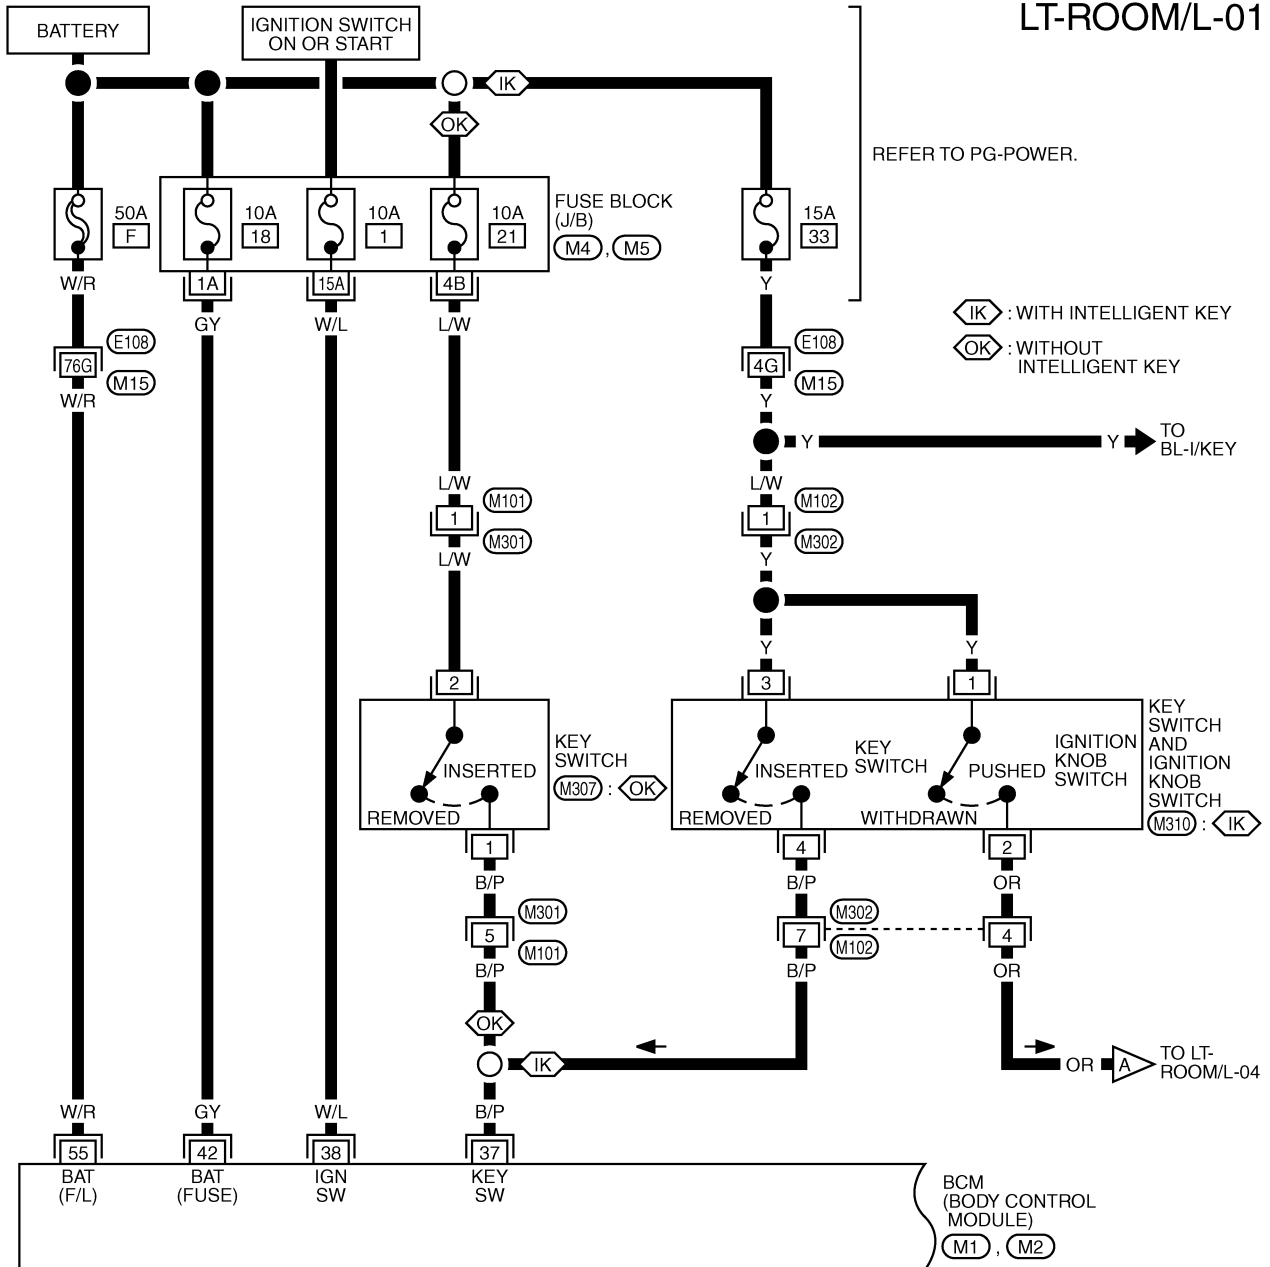 LT-ROOM/L-01
BATTERY
IGNITION SWITCH
ON OR START
IK
OK
REFER TO PG-POWER.
50A
F
10A
18
10A
1
10A
21
FUSE BLOCK
(J/B)
M4 , M5
15A
33
W/R
1A
15A
4B
Y
GY
W/L
L/W
IK : WITH INTELLIGENT KEY
OK : WITHOUT
INTELLIGENT KEY
76G
E108
M15
4G
E108
M15
W/R
Y
Y
Y
TO
BL-I/KEY
L/W
L/W
1
M101
M301
1
M102
M302
L/W
Y
Y
Y
2
3
1
KEY
SWITCH
AND
IGNITION
KNOB
SWITCH
M310 : IK
INSERTED
REMOVED
KEY
SWITCH
M307 : OK
INSERTED
REMOVED
KEY
SWITCH
PUSHED
WITHDRAWN
IGNITION
KNOB
SWITCH
1
4
2
B/P
B/P
OR
5
M301
M101
7
M302
M102
4
B/P
B/P
OR
OK
IK
OR
A
TO LT-
ROOM/L-04
W/R
GY
W/L
B/P
55
42
38
37
BAT
(F/L)
BAT
(FUSE)
IGN
SW
KEY
SW
BCM
(BODY CONTROL
MODULE)
M1 , M2